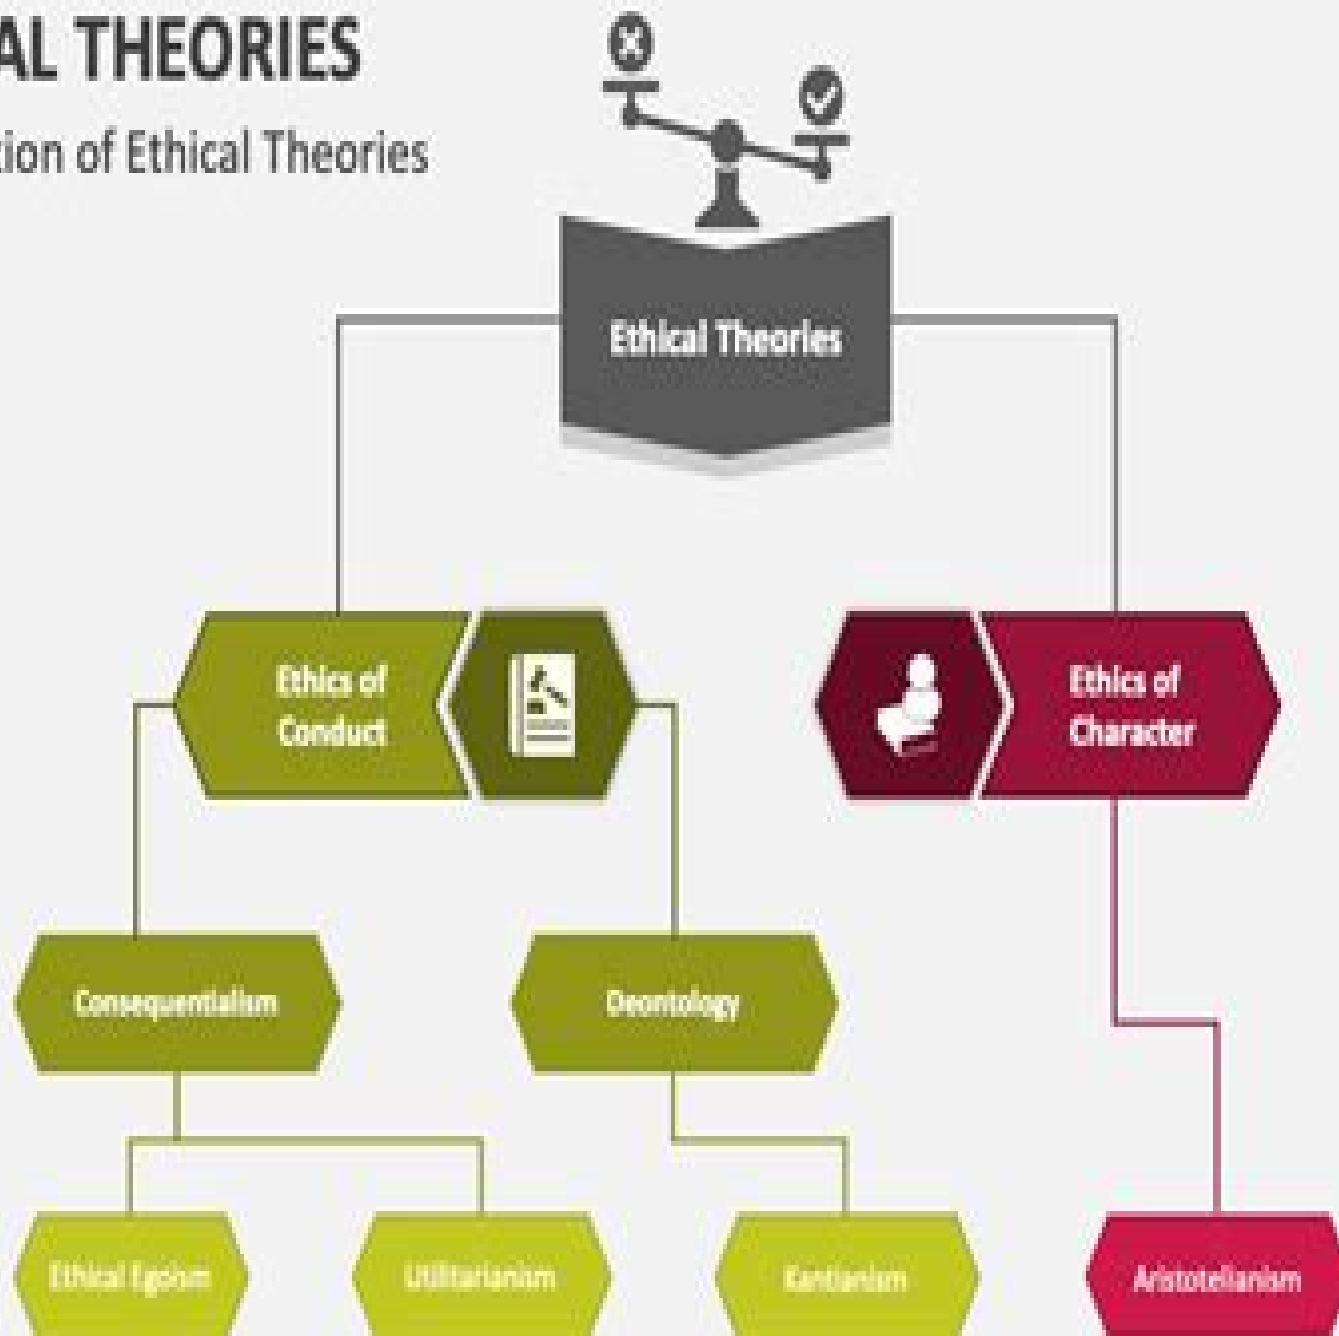 AL THEORIES
tion of Ethical Theories
Ethical Theories
Ethics of
Conduct
Ethics of
Character
Consequentialism
Deontology
Ethical Egoism
Utilitarianism
Kantianism
Aristotelianism